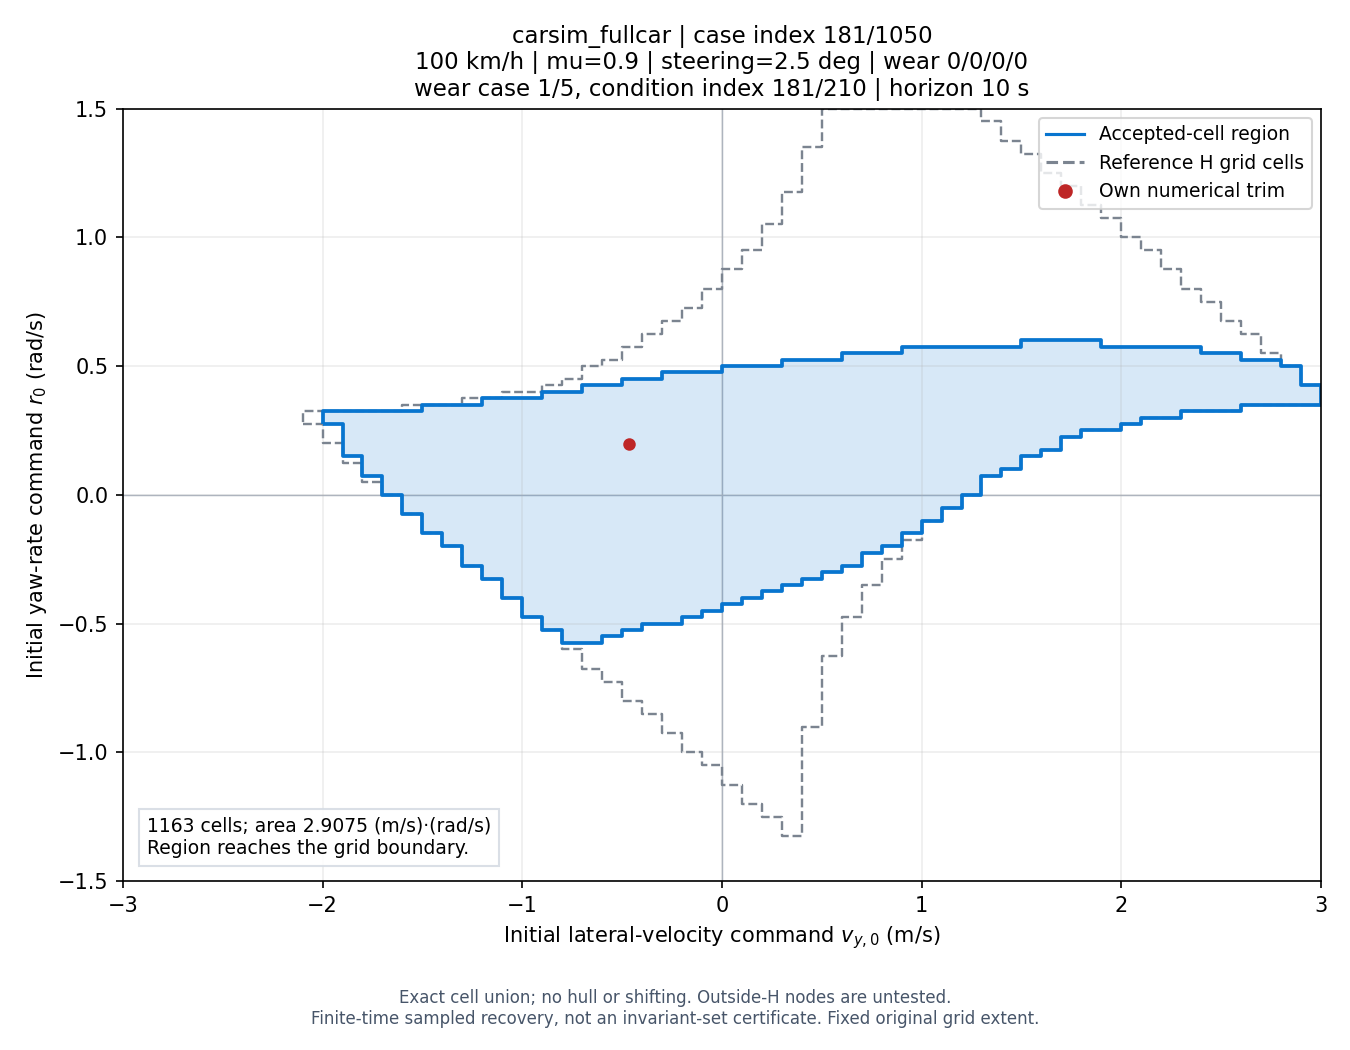 carsim_fullcar | case index 181/1050
100 km/h | mu=0.9 | steering=2.5 deg | wear 0/0/0/0
wear case 1/5, condition index 181/210 | horizon 10 s
1.5
1.0
0.5
0.0
−0.5
−1.0
−1.5
Initial yaw-rate command r₀ (rad/s)
Accepted-cell region
Reference H grid cells
Own numerical trim
1163 cells; area 2.9075 (m/s)·(rad/s)
Region reaches the grid boundary.
−3 −2 −1 0 1 2 3
Initial lateral-velocity command v_{y,0} (m/s)
Exact cell union; no hull or shifting. Outside-H nodes are untested.
Finite-time sampled recovery, not an invariant-set certificate. Fixed original grid extent.